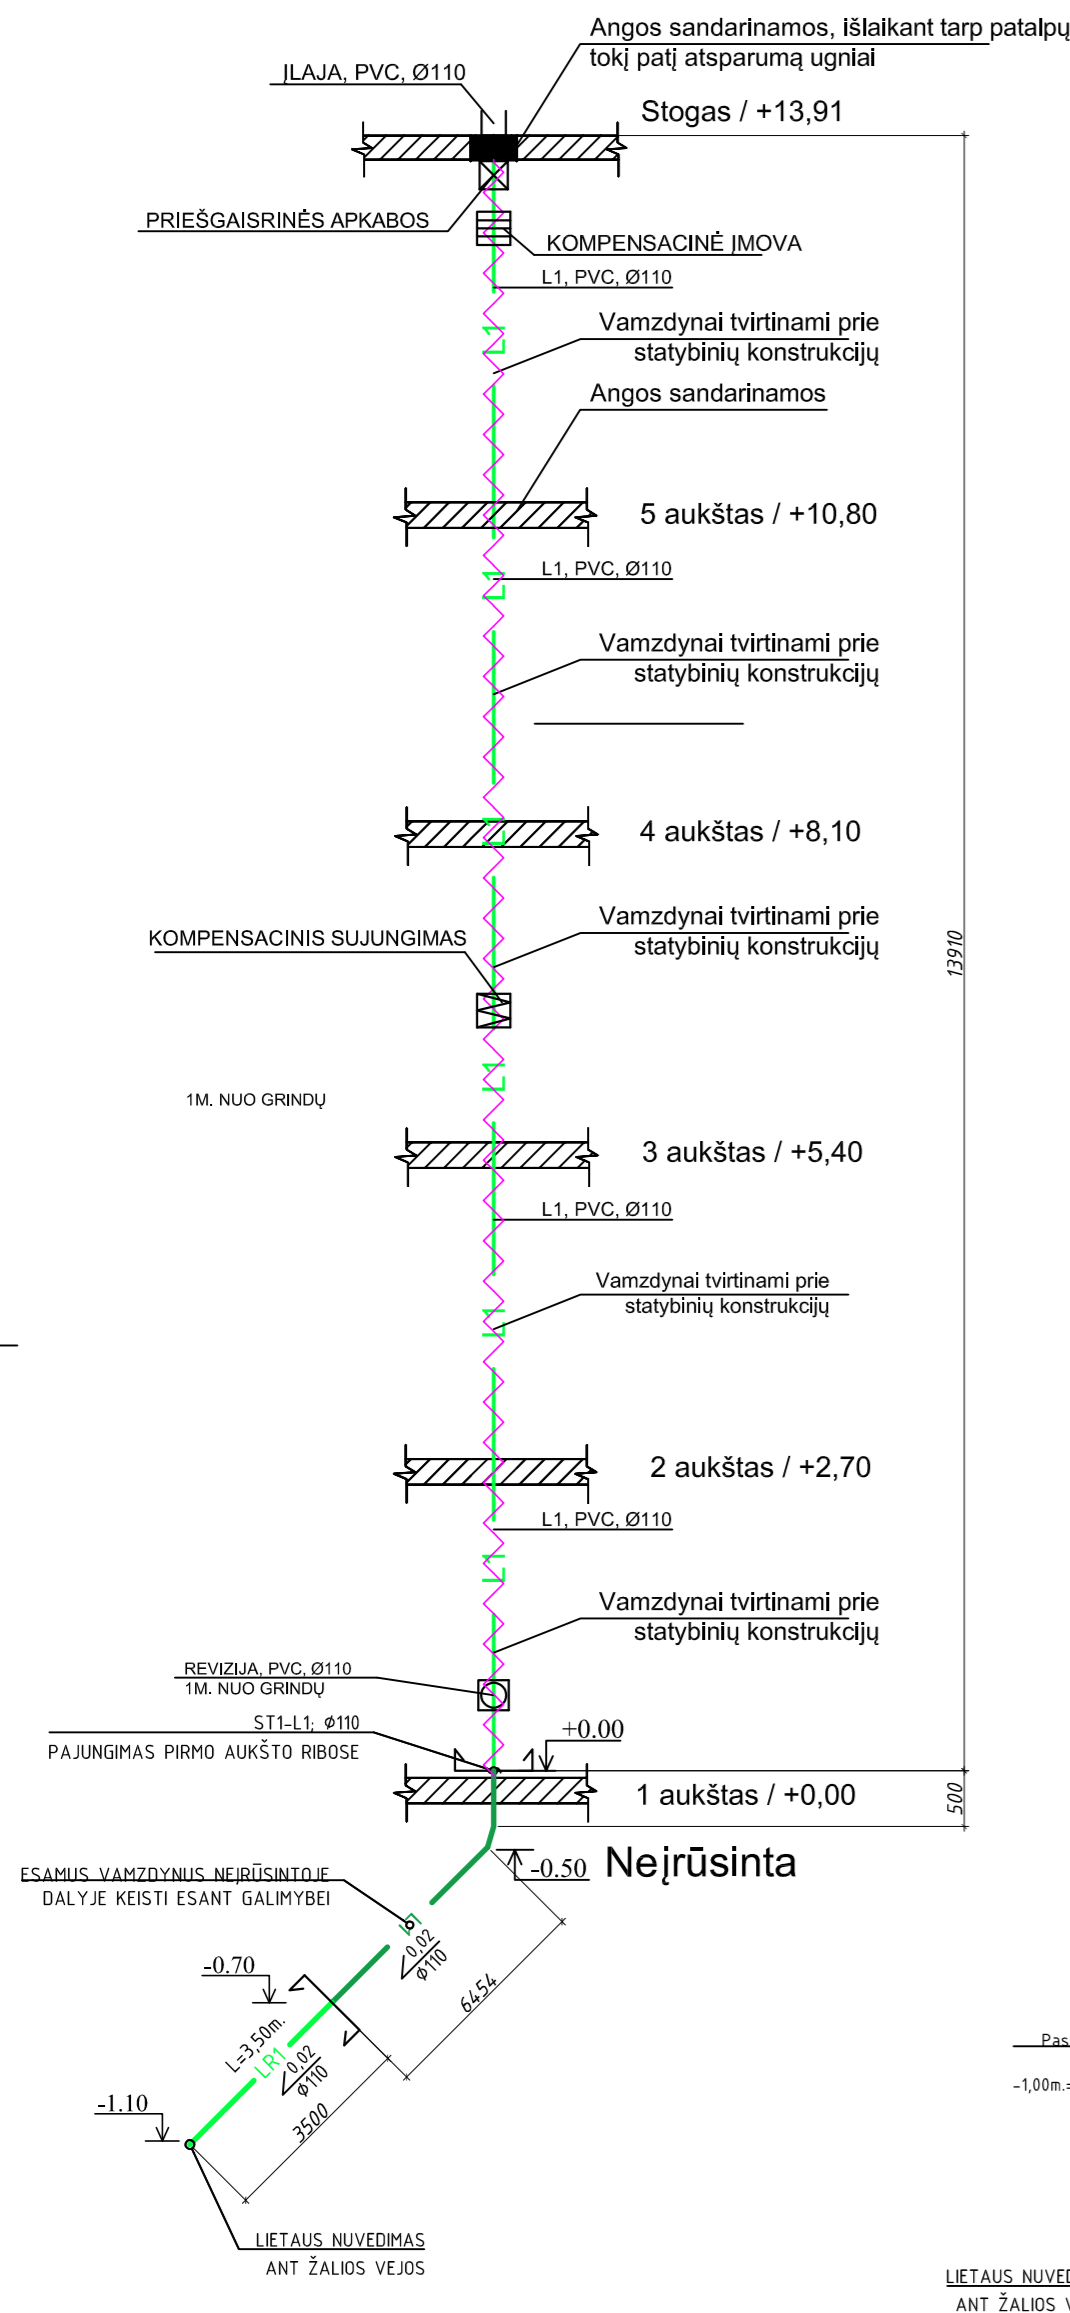 Angos sandarinamos, išlaikant tarp patalpų
tokį patį atsparumą ugniai
ĮLAJA, PVC, Ø110
Stogas / +13,91
PRIEŠGAISRINĖS APKABOS
KOMPENSACINĖ ĮMOVA
L1, PVC, Ø110
Vamzdynai tvirtinami prie
statybinių konstrukcijų
L1
Angos sandarinamos
5 aukštas / +10,80
L1, PVC, Ø110
L1
Vamzdynai tvirtinami prie
statybinių konstrukcijų
4 aukštas / +8,10
L1
Vamzdynai tvirtinami prie
statybinių konstrukcijų
KOMPENSACINIS SUJUNGIMAS
13910
L1
1M. NUO GRINDŲ
3 aukštas / +5,40
L1, PVC, Ø110
Vamzdynai tvirtinami prie
statybinių konstrukcijų
L1
2 aukštas / +2,70
L1, PVC, Ø110
L1
Vamzdynai tvirtinami prie
statybinių konstrukcijų
REVIZIJA, PVC, Ø110
1M. NUO GRINDŲ
ST1-L1; Ø110
PAJUNGIMAS PIRMO AUKŠTO RIBOSE
+0.00
1 aukštas / +0,00
500
-0.50
Neįrūsinta
ESAMUS VAMZDYNUS NEĮRŪSINTOJE
DALYJE KEISTI ESANT GALIMYBEI
0,02
Ø110
6454
-0.70
L=3,50m.
LR1
0,02
Ø110
3500
-1.10
Pas
-1,00m.=
LIETAUS NUVEDIMAS
ANT ŽALIOS VEJOS
LIETAUS NUVED
ANT ŽALIOS V